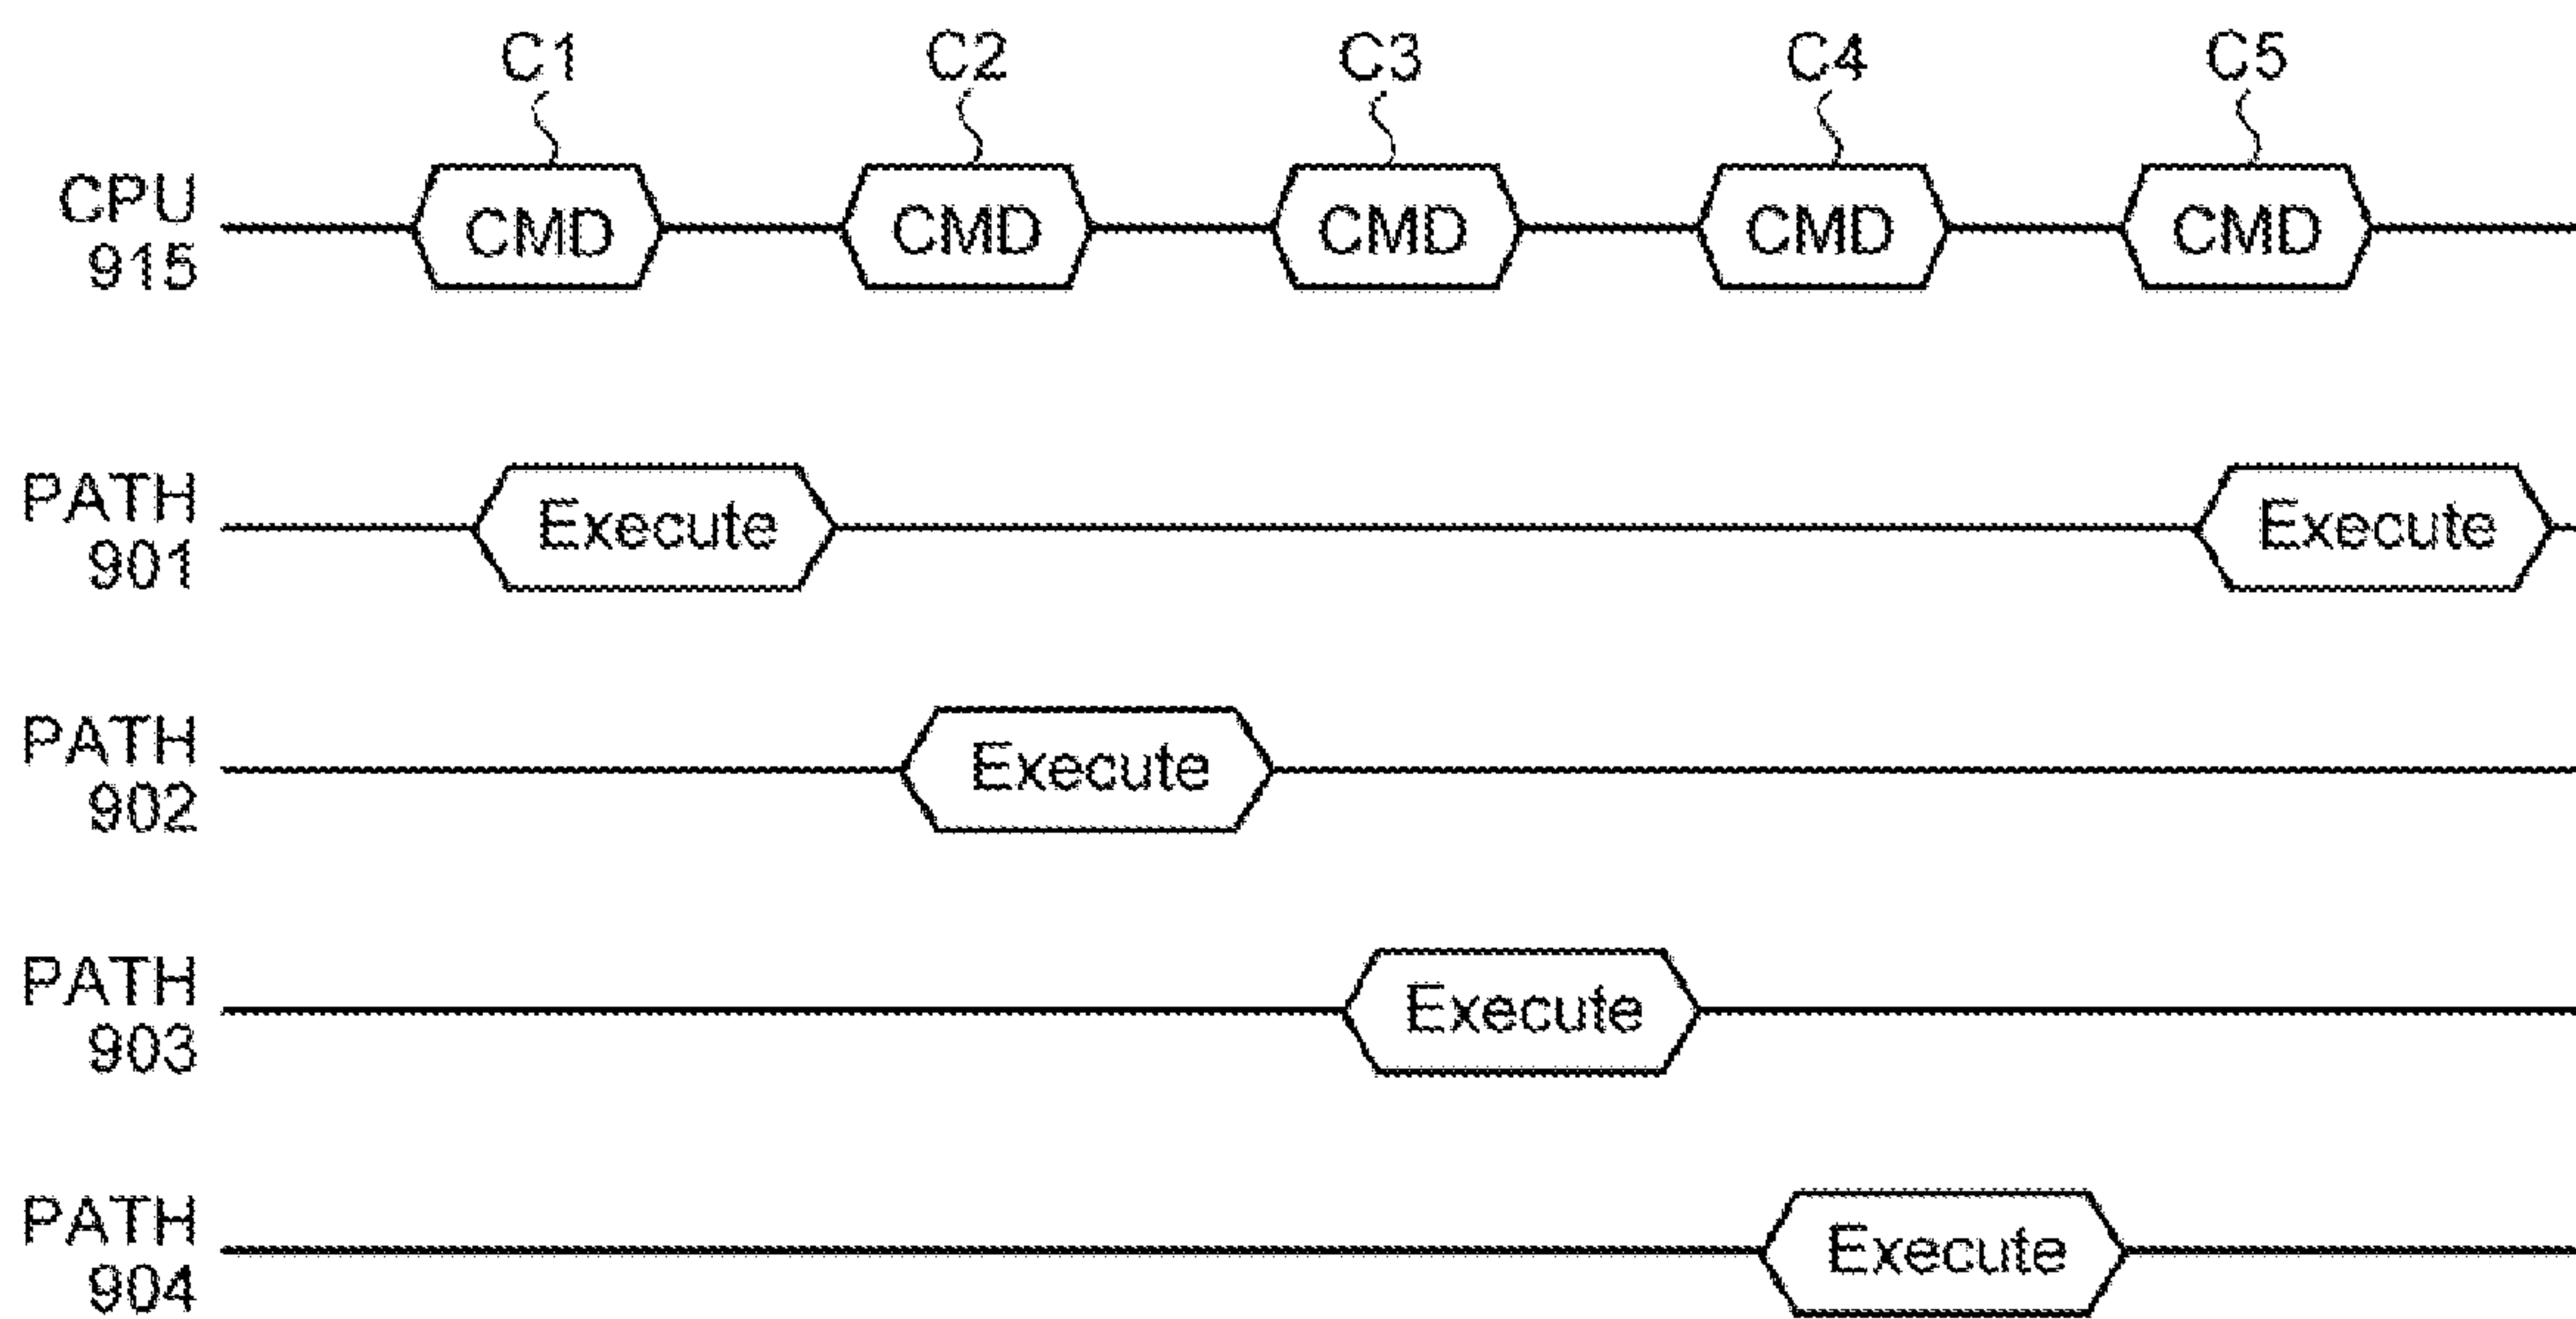 C1 C2 C3 C4 C5
CPU
915
CMD CMD CMD CMD CMD
PATH
901
Execute Execute
PATH
902
Execute
PATH
903
Execute
PATH
904
Execute